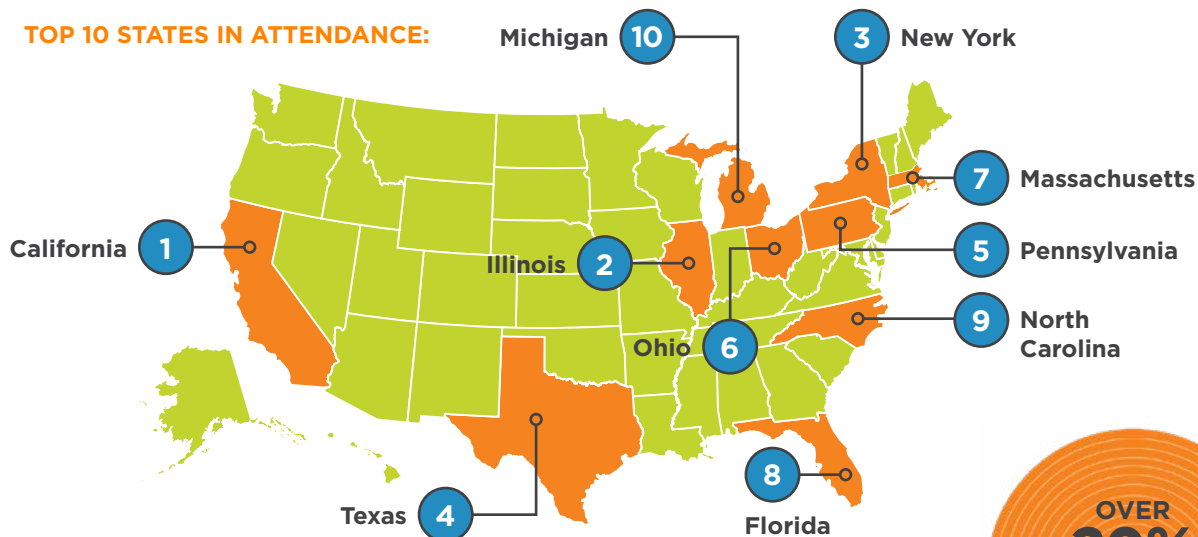 TOP 10 STATES IN ATTENDANCE:
Michigan 10
3 New York
7 Massachusetts
California 1
Illinois 2
5 Pennsylvania
9 North
Carolina
Ohio 6
8
Florida
Texas 4
OVER